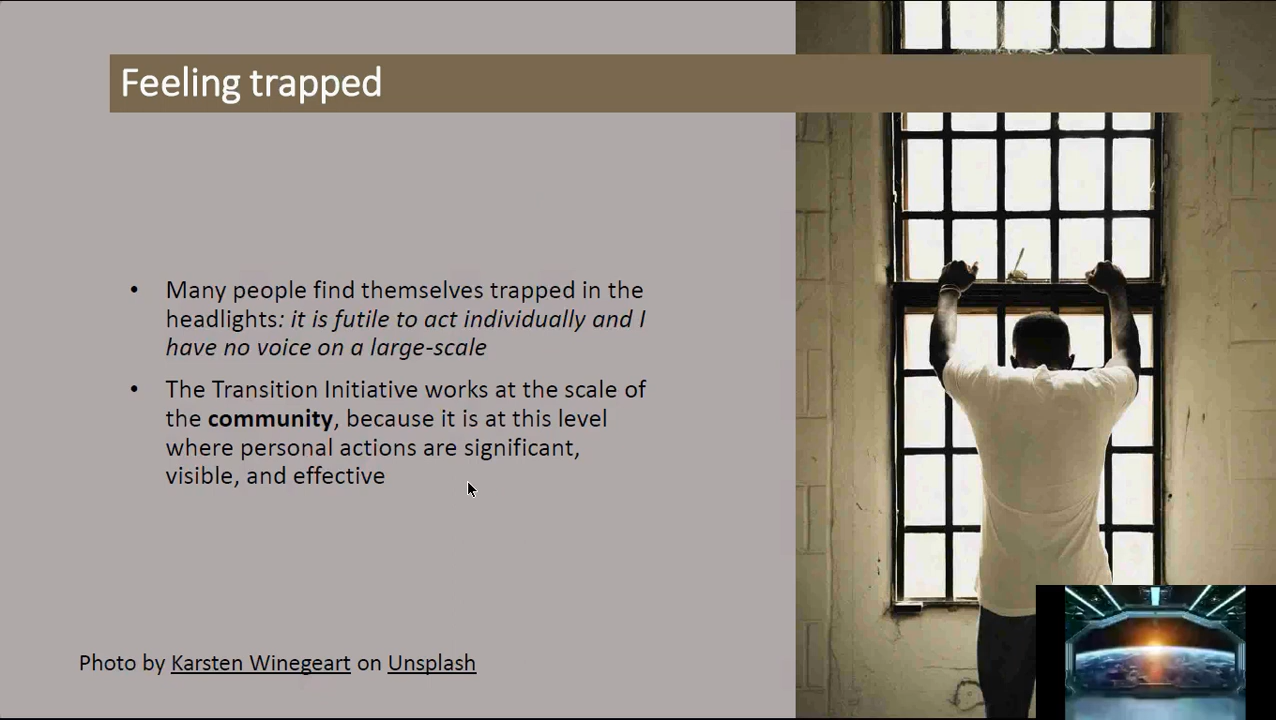 Feeling trapped
• Many people find themselves trapped in the
headlights: it is futile to act individually and I
have no voice on a large-scale
• The Transition Initiative works at the scale of
the community, because it is at this level
where personal actions are significant,
visible, and effective
Photo by Karsten Winegeart on Unsplash